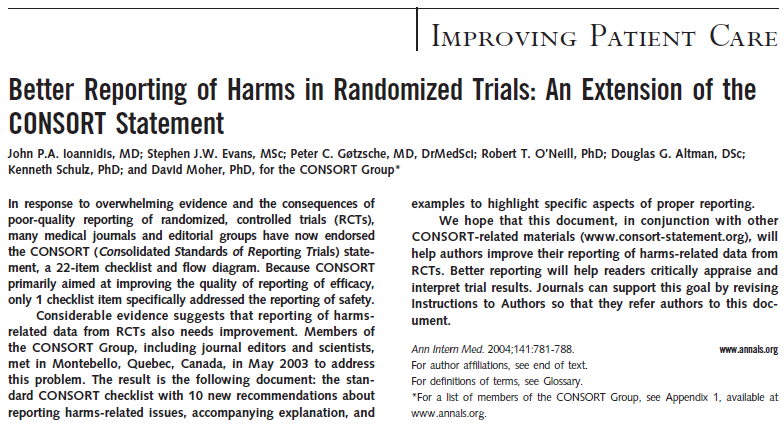 IMPROVING PATIENT CARE
Better Reporting of Harms in Randomized Trials: An Extension of the
CONSORT Statement
John P.A. Ioannidis, MD; Stephen J.W. Evans, MSc; Peter C. Gøtzsche, MD, DrMedSci; Robert T. O'Neill, PhD; Douglas G. Altman, DSc;
Kenneth Schulz, PhD; and David Moher, PhD, for the CONSORT Group*
In response to overwhelming evidence and the consequences of
poor-quality reporting of randomized, controlled trials (RCTs),
many medical journals and editorial groups have now endorsed
the CONSORT (Consolidated Standards of Reporting Trials) state-
ment, a 22-item checklist and flow diagram. Because CONSORT
primarily aimed at improving the quality of reporting of efficacy,
only 1 checklist item specifically addressed the reporting of safety.
Considerable evidence suggests that reporting of harms-
related data from RCTs also needs improvement. Members of
the CONSORT Group, including journal editors and scientists,
met in Montebello, Quebec, Canada, in May 2003 to address
this problem. The result is the following document: the stan-
dard CONSORT checklist with 10 new recommendations about
reporting harms-related issues, accompanying explanation, and
examples to highlight specific aspects of proper reporting.
We hope that this document, in conjunction with other
CONSORT-related materials (www.consort-statement.org), will
help authors improve their reporting of harms-related data from
RCTs. Better reporting will help readers critically appraise and
interpret trial results. Journals can support this goal by revising
Instructions to Authors so that they refer authors to this doc-
ument.
Ann Intern Med. 2004;141:781-788. www.annals.org
For author affiliations, see end of text.
For definitions of terms, see Glossary.
*For a list of members of the CONSORT Group, see Appendix 1, available at
www.annals.org.